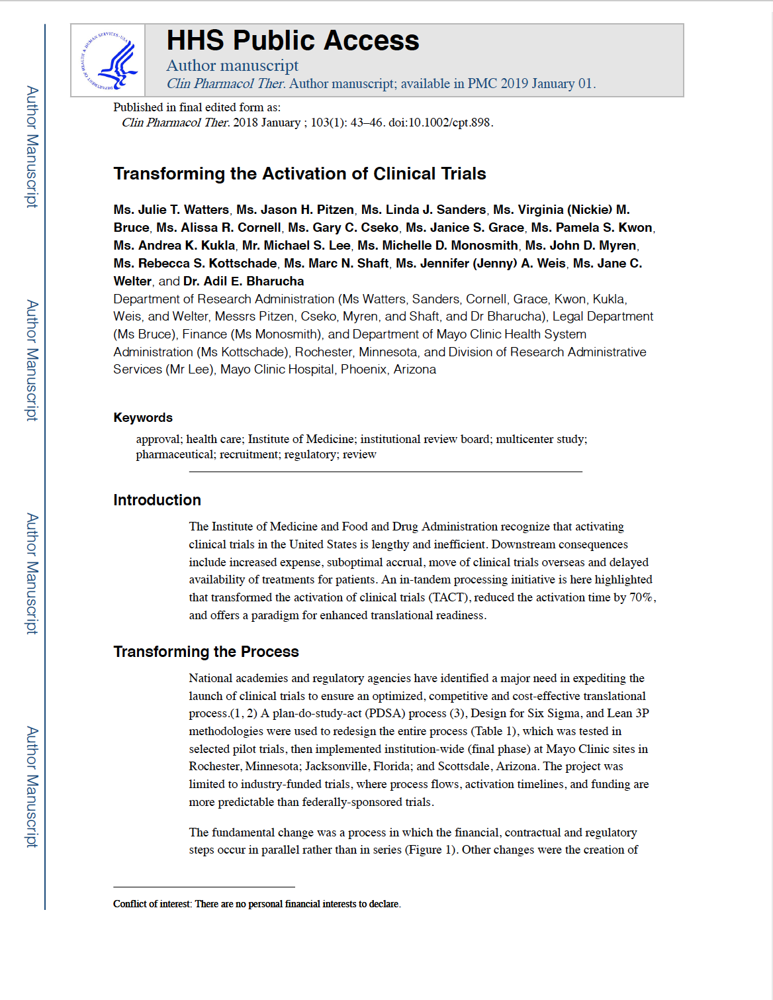 HHS Public Access
Author manuscript
Clin Pharmacol Ther. Author manuscript; available in PMC 2019 January 01.
DEPARTMENT OF HEALTH & HUMAN SERVICES•USA
Published in final edited form as:
Clin Pharmacol Ther. 2018 January ; 103(1): 43–46. doi:10.1002/cpt.898.
Transforming the Activation of Clinical Trials
Ms. Julie T. Watters, Ms. Jason H. Pitzen, Ms. Linda J. Sanders, Ms. Virginia (Nickie) M.
Bruce, Ms. Alissa R. Cornell, Ms. Gary C. Cseko, Ms. Janice S. Grace, Ms. Pamela S. Kwon,
Ms. Andrea K. Kukla, Mr. Michael S. Lee, Ms. Michelle D. Monosmith, Ms. John D. Myren,
Ms. Rebecca S. Kottschade, Ms. Marc N. Shaft, Ms. Jennifer (Jenny) A. Weis, Ms. Jane C.
Welter, and Dr. Adil E. Bharucha
Department of Research Administration (Ms Watters, Sanders, Cornell, Grace, Kwon, Kukla,
Weis, and Welter, Messrs Pitzen, Cseko, Myren, and Shaft, and Dr Bharucha), Legal Department
(Ms Bruce), Finance (Ms Monosmith), and Department of Mayo Clinic Health System
Administration (Ms Kottschade), Rochester, Minnesota, and Division of Research Administrative
Services (Mr Lee), Mayo Clinic Hospital, Phoenix, Arizona
Keywords
approval; health care; Institute of Medicine; institutional review board; multicenter study;
pharmaceutical; recruitment; regulatory; review
Introduction
The Institute of Medicine and Food and Drug Administration recognize that activating
clinical trials in the United States is lengthy and inefficient. Downstream consequences
include increased expense, suboptimal accrual, move of clinical trials overseas and delayed
availability of treatments for patients. An in-tandem processing initiative is here highlighted
that transformed the activation of clinical trials (TACT), reduced the activation time by 70%,
and offers a paradigm for enhanced translational readiness.
Transforming the Process
National academies and regulatory agencies have identified a major need in expediting the
launch of clinical trials to ensure an optimized, competitive and cost-effective translational
process.(1, 2) A plan-do-study-act (PDSA) process (3), Design for Six Sigma, and Lean 3P
methodologies were used to redesign the entire process (Table 1), which was tested in
selected pilot trials, then implemented institution-wide (final phase) at Mayo Clinic sites in
Rochester, Minnesota; Jacksonville, Florida; and Scottsdale, Arizona. The project was
limited to industry-funded trials, where process flows, activation timelines, and funding are
more predictable than federally-sponsored trials.
The fundamental change was a process in which the financial, contractual and regulatory
steps occur in parallel rather than in series (Figure 1). Other changes were the creation of
Conflict of interest: There are no personal financial interests to declare.
Author Manuscript
Author Manuscript
Author Manuscript
Author Manuscript